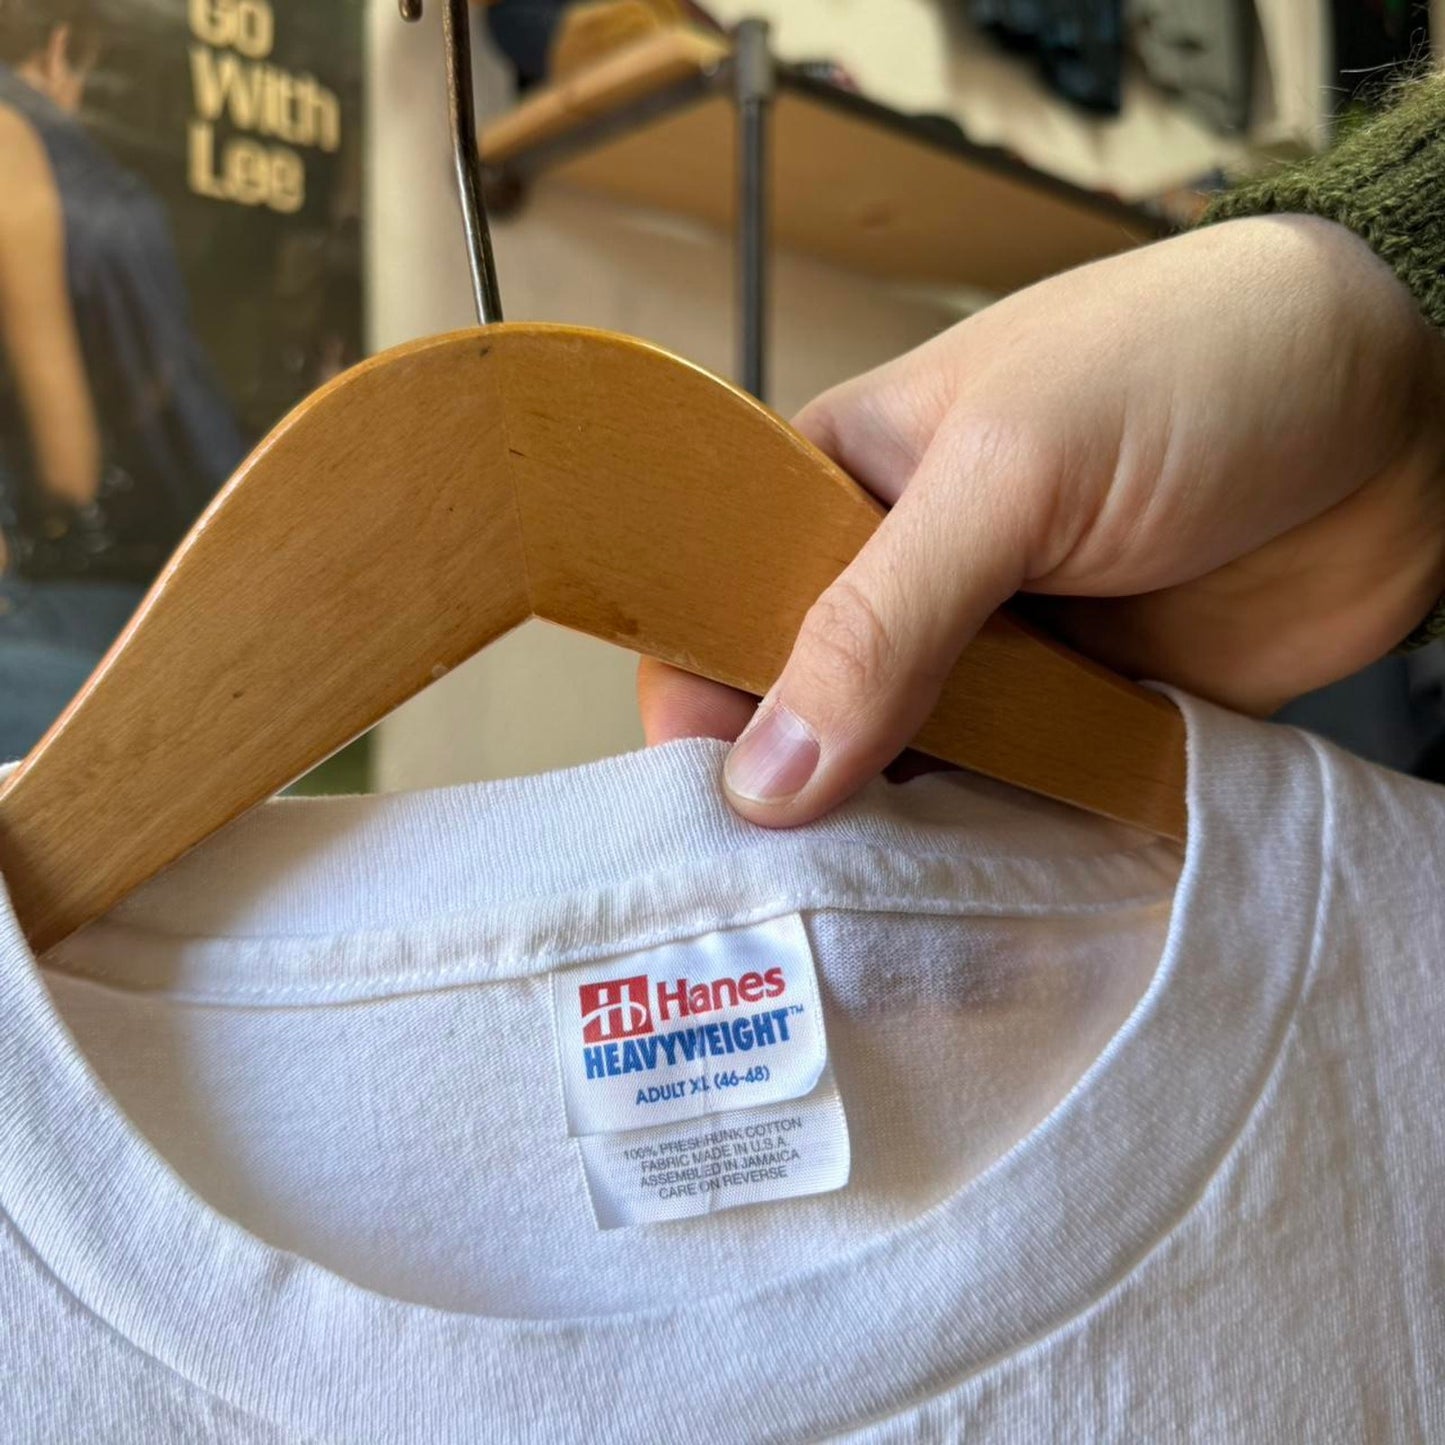 Go
With
Lee
Hanes
HEAVYWEIGHT™
ADULT XL (46-48)
100% PRESHRUNK COTTON
FABRIC MADE IN U.S.A.
ASSEMBLED IN JAMAICA
CARE ON REVERSE